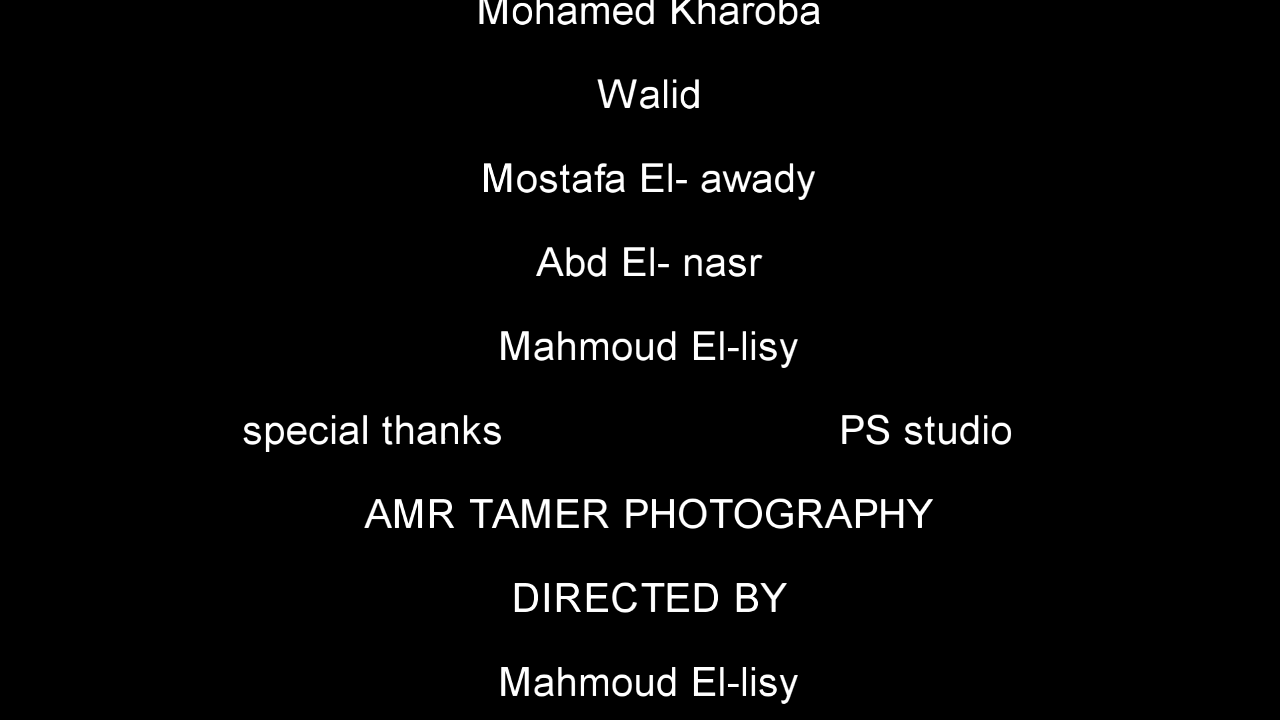 Mohamed Kharoba
Walid
Mostafa El- awady
Abd El- nasr
Mahmoud El-lisy
special thanks PS studio
AMR TAMER PHOTOGRAPHY
DIRECTED BY
Mahmoud El-lisy